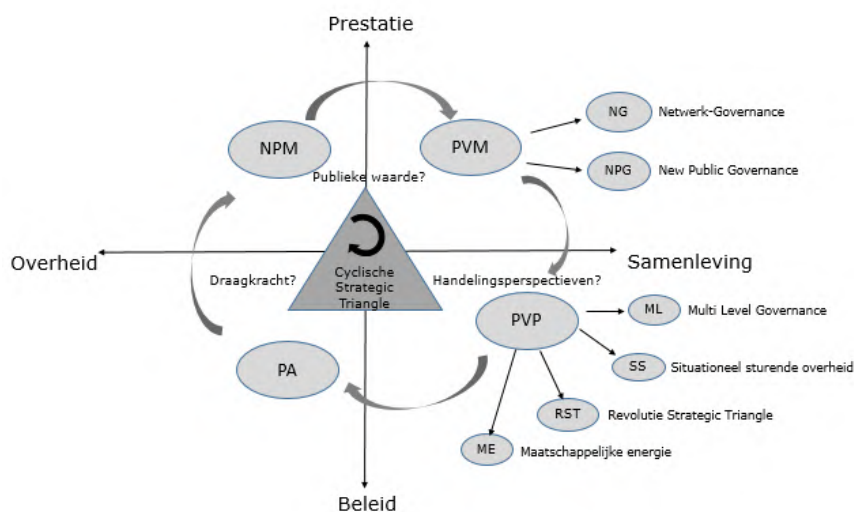 Prestatie
NG
Netwerk-Governance
NPM
PVM
NPG
New Public Governance
Publieke waarde?
Overheid
Samenleving
Draagkracht?
Cyclische
Strategic
Triangle
Handelingsperspectieven?
ML
Multi Level Governance
PVP
SS
Situationeel sturende overheid
PA
RST
Revolutie Strategic Triangle
ME
Maatschappelijke energie
Beleid